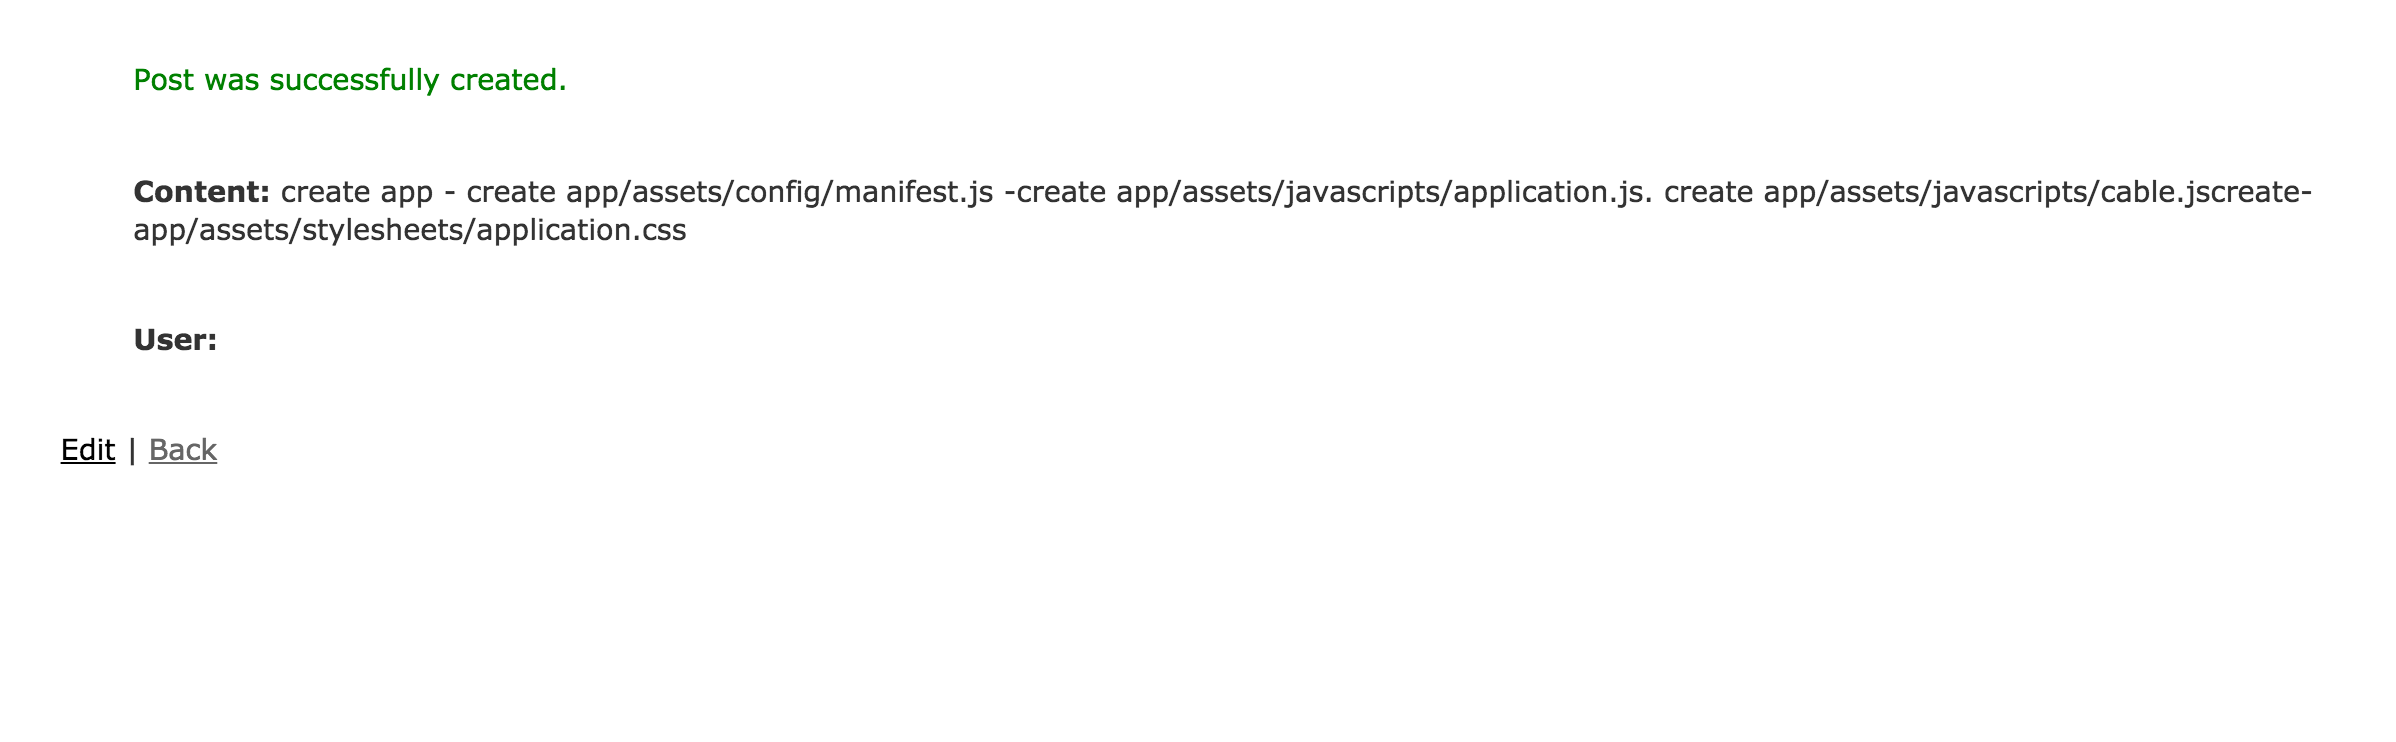 Post was successfully created.
Content: create app - create app/assets/config/manifest.js -create app/assets/javascripts/application.js. create app/assets/javascripts/cable.jscreate-
app/assets/stylesheets/application.css
User:
Edit | Back